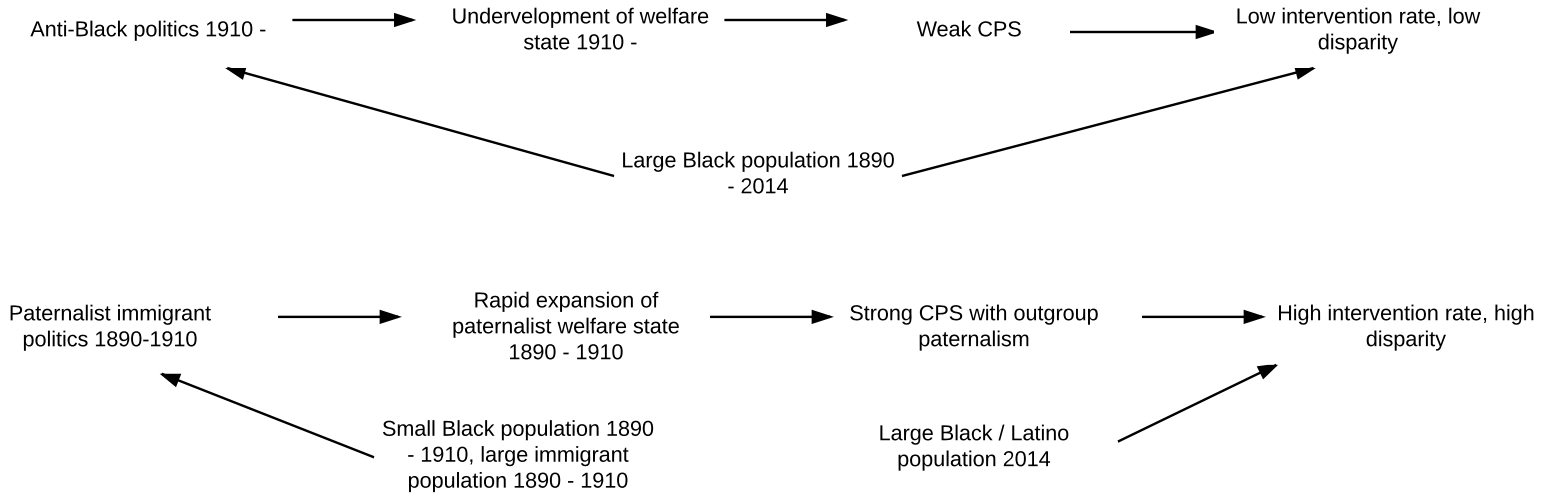 Anti-Black politics 1910 -
Undervelopment of welfare
state 1910 -
Weak CPS
Low intervention rate, low
disparity
Large Black population 1890
- 2014
Paternalist immigrant
politics 1890-1910
Rapid expansion of
paternalist welfare state
1890 - 1910
Strong CPS with outgroup
paternalism
High intervention rate, high
disparity
Small Black population 1890
- 1910, large immigrant
population 1890 - 1910
Large Black / Latino
population 2014